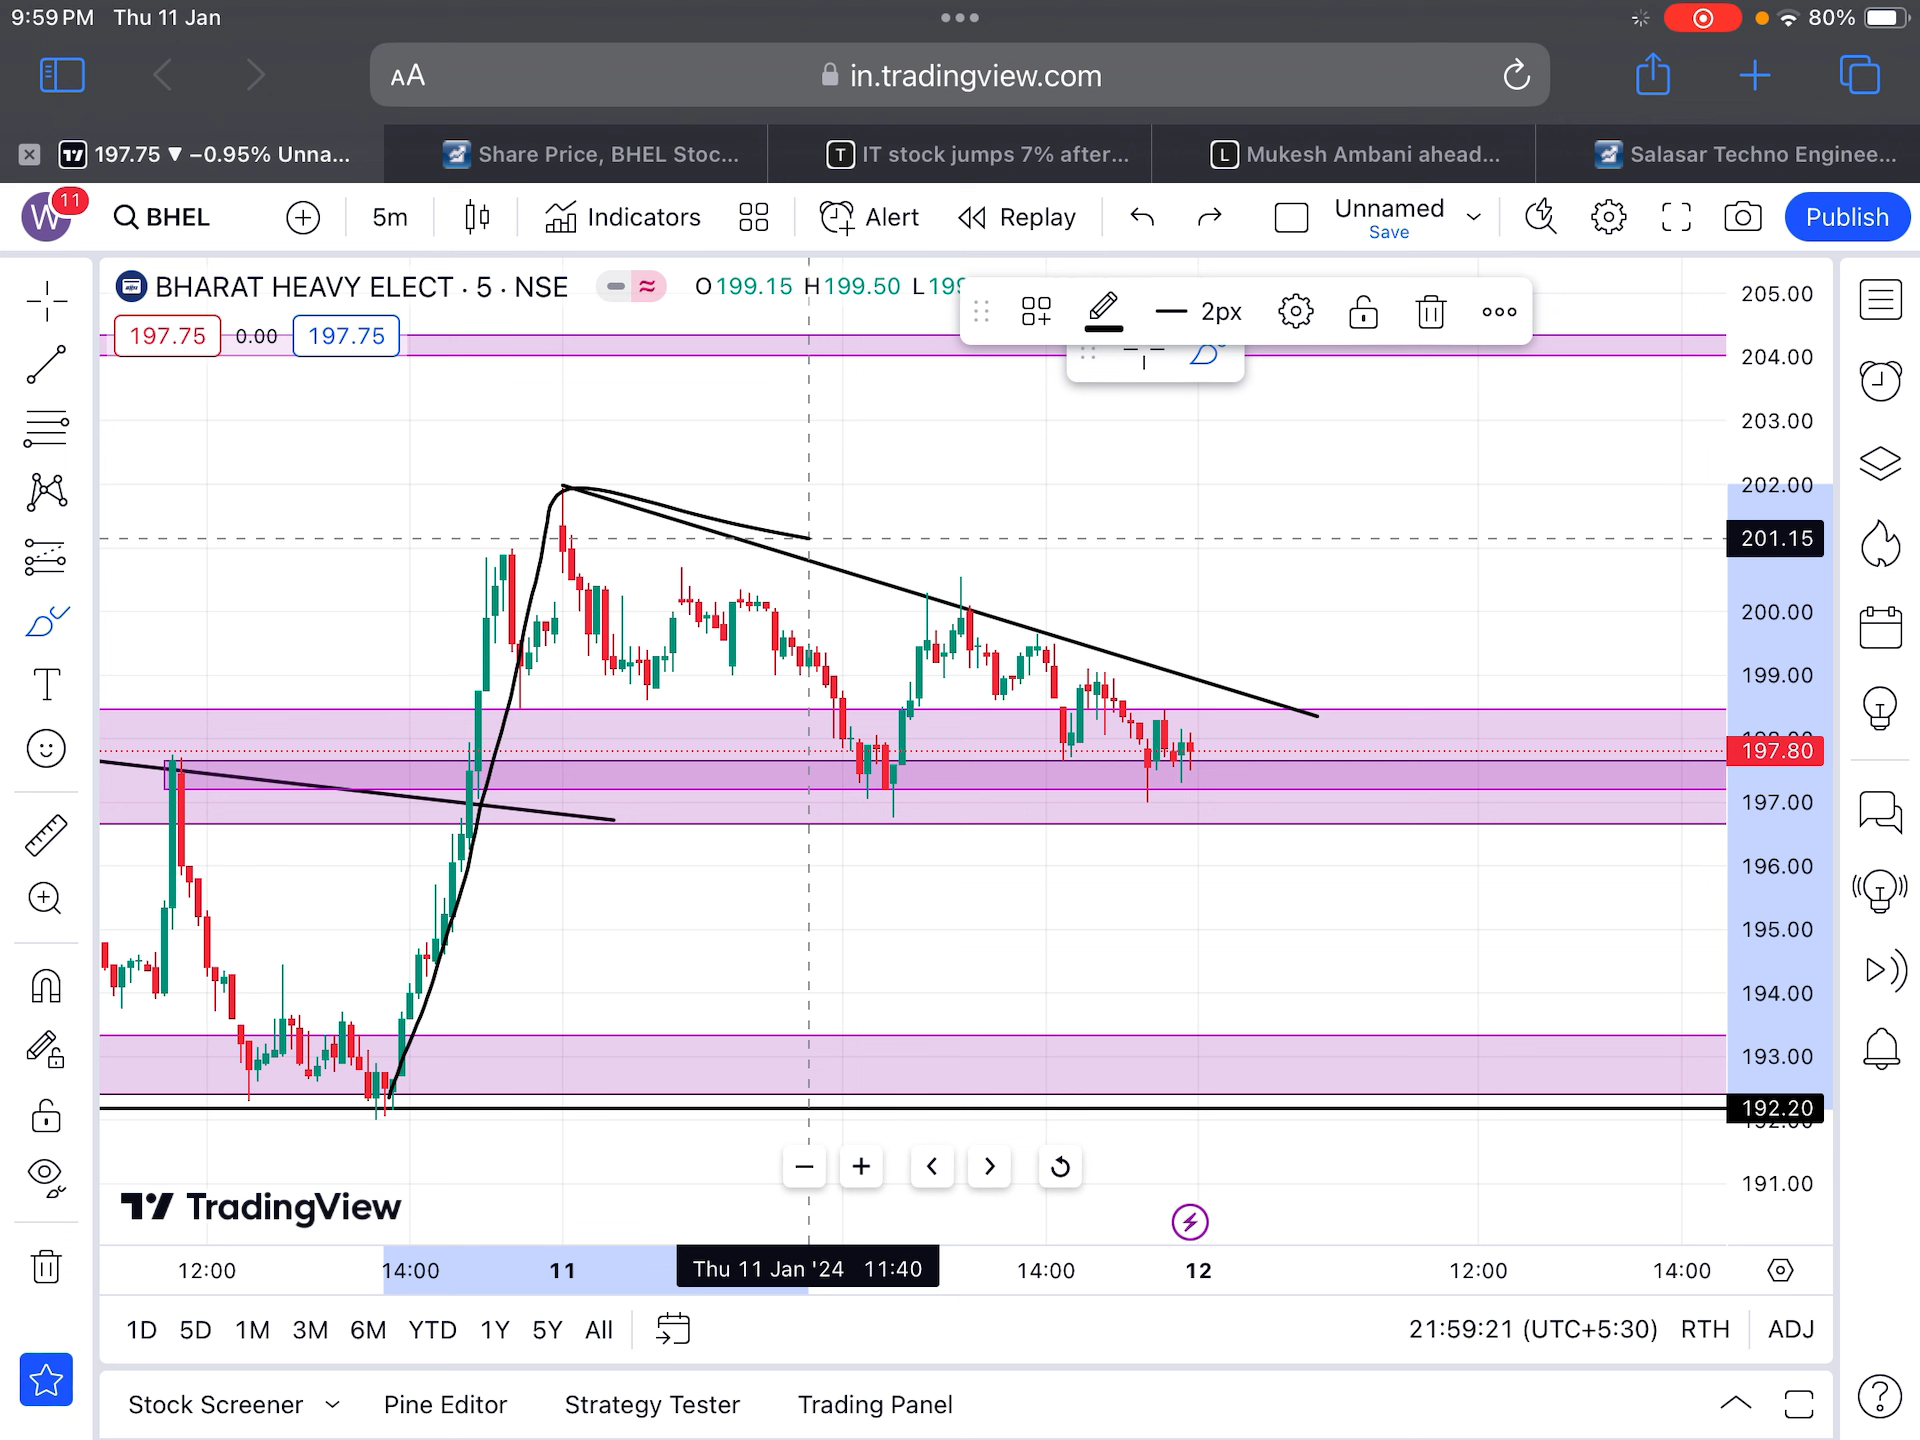 9:59 PM Thu 11 Jan
80%
AA in.tradingview.com
197.75 ▼ −0.95% Unna...
Share Price, BHEL Stoc...
T IT stock jumps 7% after...
L Mukesh Ambani ahead...
Salasar Techno Enginee...
W 11 BHEL 5m Indicators Alert Replay Unnamed Save Publish
BHARAT HEAVY ELECT · 5 · NSE O199.15 H199.50 L199
2px
197.75 0.00 197.75
205.00
204.00
203.00
202.00
201.15
200.00
199.00
197.80
197.00
196.00
195.00
194.00
193.00
192.20
191.00
TradingView
12:00 14:00 11 Thu 11 Jan '24 11:40 14:00 12 12:00 14:00
1D 5D 1M 3M 6M YTD 1Y 5Y All 21:59:21 (UTC+5:30) RTH ADJ
Stock Screener Pine Editor Strategy Tester Trading Panel